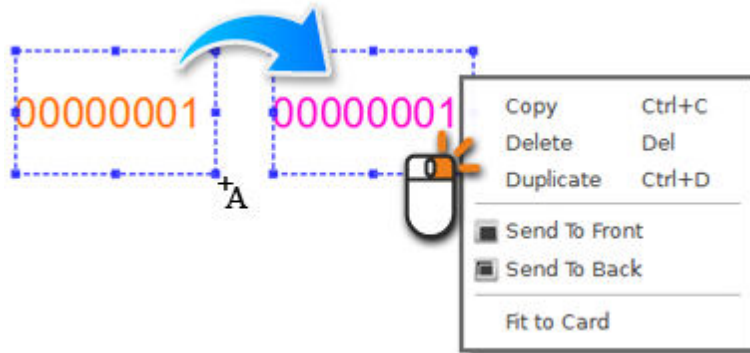 00000001 00000001
A
Copy Ctrl+C
Delete Del
Duplicate Ctrl+D
Send To Front
Send To Back
Fit to Card